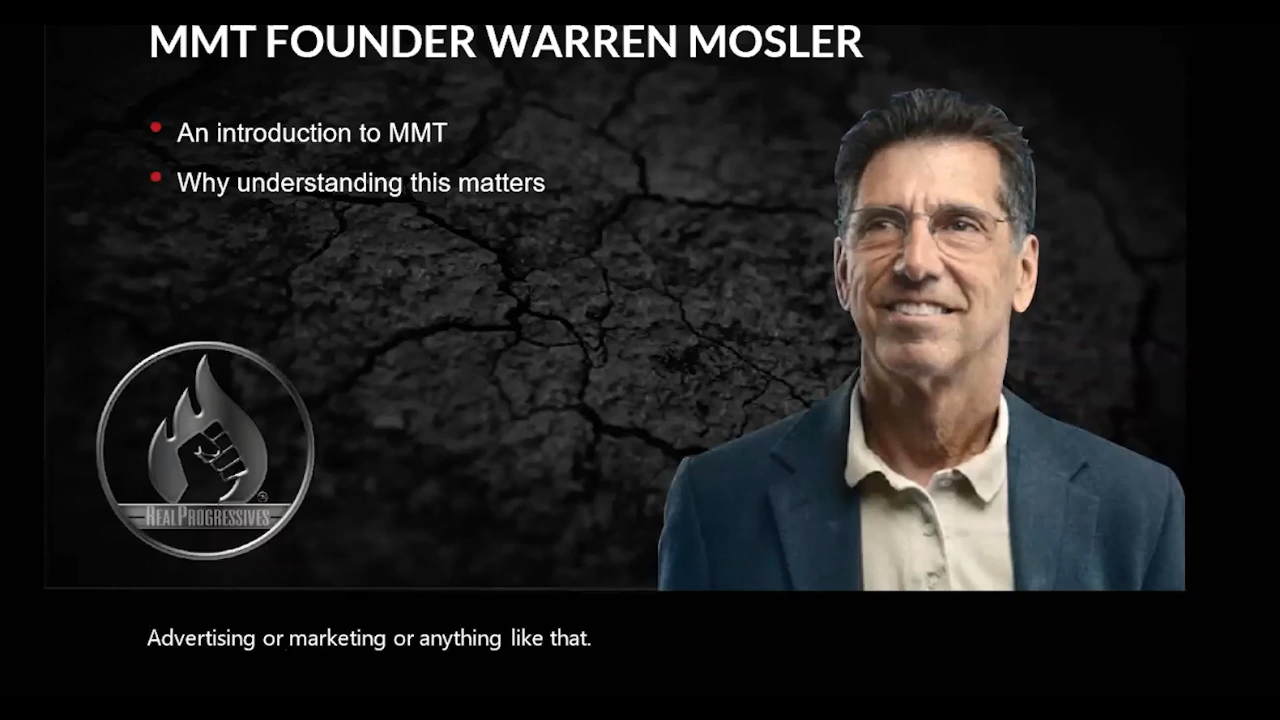 MMT FOUNDER WARREN MOSLER
An introduction to MMT
Why understanding this matters
REALPROGRESSIVES
Advertising or marketing or anything like that.